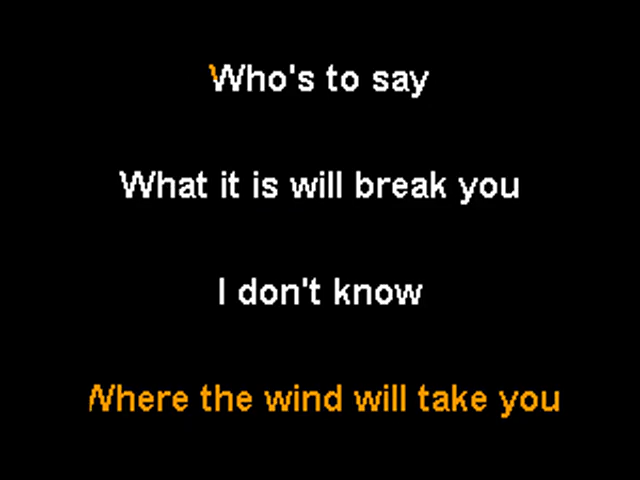 Who's to say
What it is will break you
I don't know
Where the wind will take you